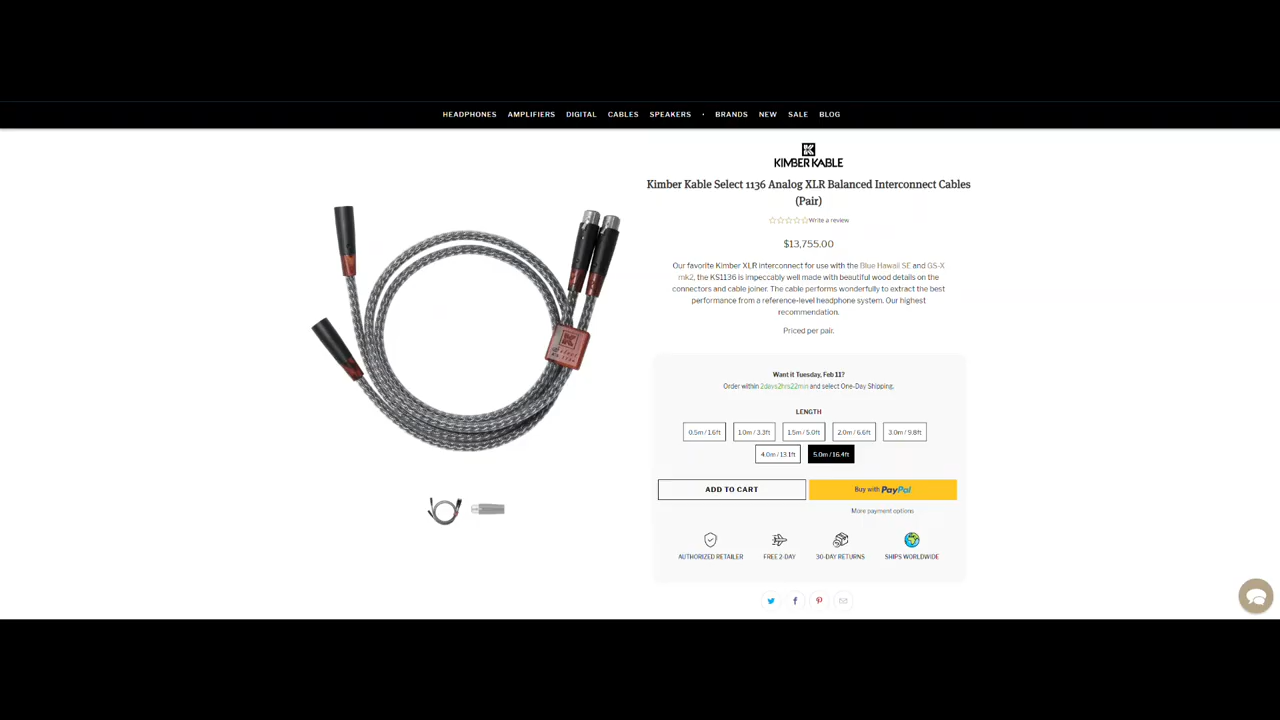 HEADPHONES AMPLIFIERS DIGITAL CABLES SPEAKERS · BRANDS NEW SALE BLOG
KIMBER KABLE
Kimber Kable Select 1136 Analog XLR Balanced Interconnect Cables
(Pair)
Write a review
$13,755.00
Our favorite Kimber XLR interconnect for use with the Blue Hawaii SE and GS-X
mk2, the KS1136 is impeccably well made with beautiful wood details on the
connectors and cable joiner. The cable performs wonderfully to extract the best
performance from a reference-level headphone system. Our highest
recommendation.
Priced per pair.
Want it Tuesday, Feb 11?
Order within 2days2hrs22min and select One-Day Shipping.
LENGTH
0.5m / 1.6ft 1.0m / 3.3ft 1.5m / 5.0ft 2.0m / 6.6ft 3.0m / 9.8ft
4.0m / 13.1ft 5.0m / 16.4ft
ADD TO CART Buy with PayPal
More payment options
AUTHORIZED RETAILER FREE 2-DAY 30-DAY RETURNS SHIPS WORLDWIDE